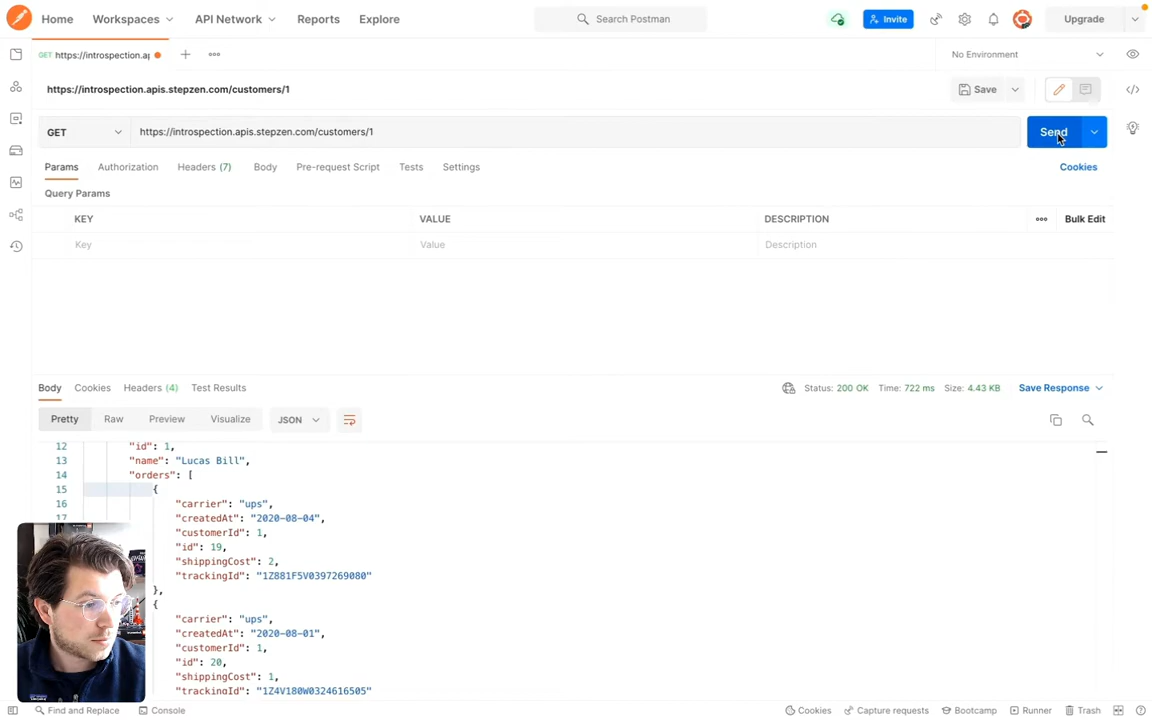 Home Workspaces API Network Reports Explore Search Postman Invite Upgrade
GET https://introspection.ap No Environment
https://introspection.apis.stepzen.com/customers/1 Save
GET https://introspection.apis.stepzen.com/customers/1 Send
Params Authorization Headers (7) Body Pre-request Script Tests Settings Cookies
Query Params
KEY VALUE DESCRIPTION Bulk Edit
Key Value Description
Body Cookies Headers (4) Test Results Status: 200 OK Time: 722 ms Size: 4.43 KB Save Response
Pretty Raw Preview Visualize JSON
12 "id": 1,
13 "name": "Lucas Bill",
14 "orders": [
15 {
16 "carrier": "ups",
17 "createdAt": "2020-08-04",
"customerId": 1,
"id": 19,
"shippingCost": 2,
"trackingId": "1Z881F5V0397269080"
},
{
"carrier": "ups",
"createdAt": "2020-08-01",
"customerId": 1,
"id": 20,
"shippingCost": 1,
"trackingId": "1Z4V180W0324616505"
Find and Replace Console Cookies Capture requests Bootcamp Runner Trash